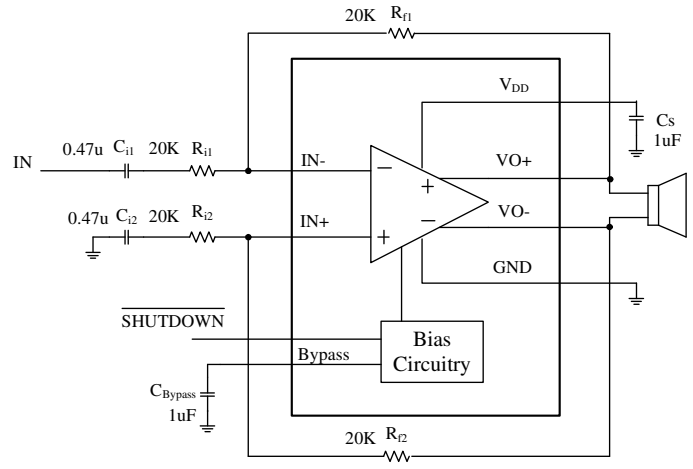 20K R_f1
V_DD
Cs
1uF
0.47u C_i1 20K R_i1
IN
IN-
VO+
−
+
0.47u C_i2 20K R_i2
IN+
−
VO-
+
GND
SHUTDOWN
Bias
Circuitry
Bypass
C_Bypass
1uF
20K R_f2